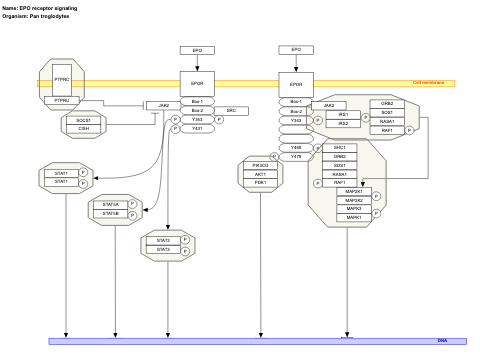 Name: EPO receptor signaling
Organism: Pan troglodytes
EPO
EPO
Cell membrane
PTPRC
PTPRU
EPOR
EPOR
Box-1
Box-2
Y343
Y431
JAK2
SRC
P
P
P
SOCS1
CISH
Box-1
Box-2
Y343
Y460
Y479
JAK2
P
P
P
IRS1
IRS2
P
GRB2
SOS1
RASA1
RAF1
P
SHC1
GRB2
SOS1
RASA1
RAF1
P
MAP2K1
MAP2K2
MAPK3
MAPK1
P
P
PIK3CG
AKT1
PDK1
STAT1
STAT1
P
P
STAT5A
STAT5B
P
P
STAT3
STAT3
P
P
DNA